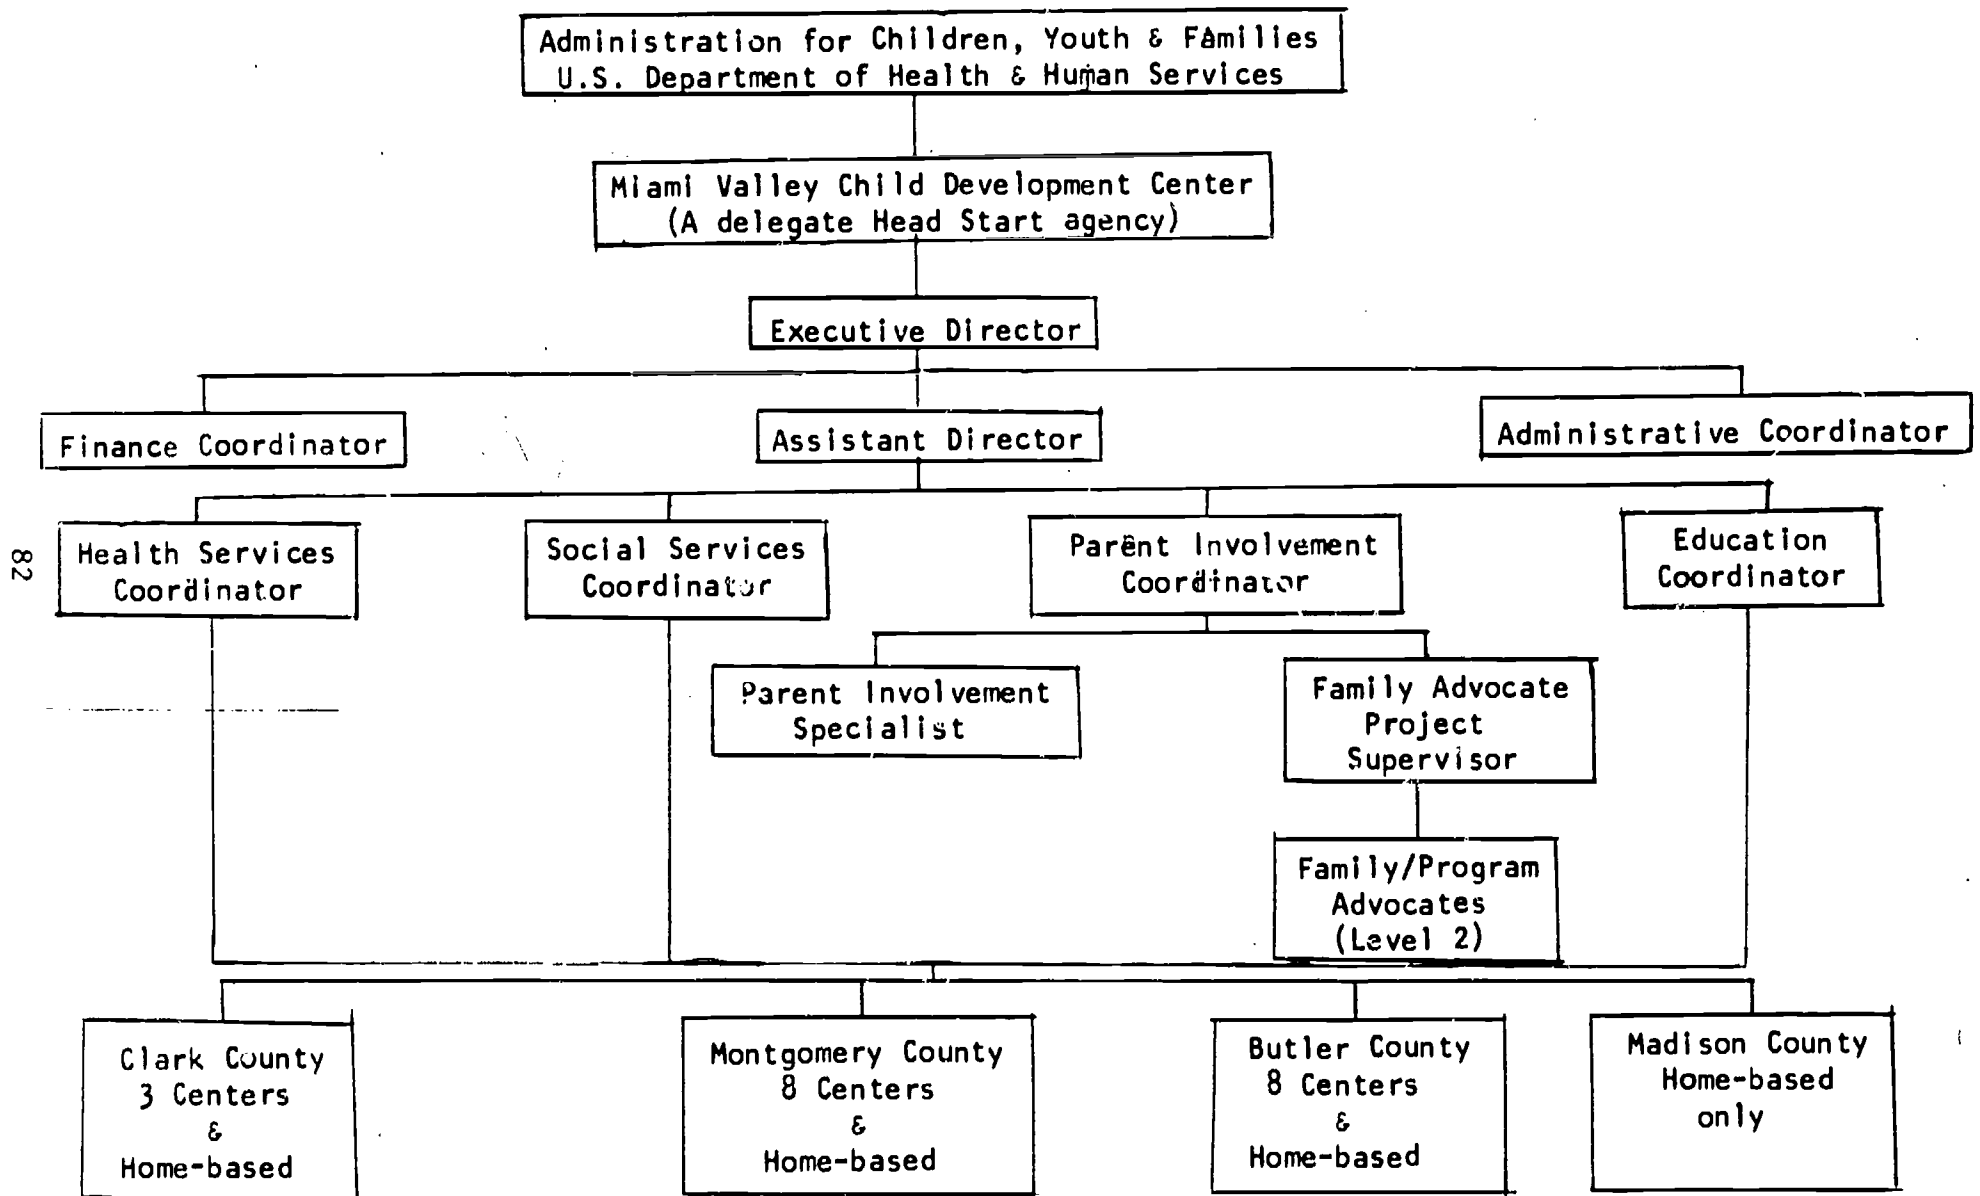 Administration for Children, Youth & Families
U.S. Department of Health & Human Services
Miami Valley Child Development Center
(A delegate Head Start agency)
Executive Director
Finance Coordinator
Assistant Director
Administrative Coordinator
Health Services
Coordinator
Social Services
Coordinator
Parent Involvement
Coordinator
Education
Coordinator
Parent Involvement
Specialist
Family Advocate
Project
Supervisor
Family/Program
Advocates
(Level 2)
Clark County
3 Centers
&
Home-based
Montgomery County
8 Centers
&
Home-based
Butler County
8 Centers
&
Home-based
Madison County
Home-based
only
82